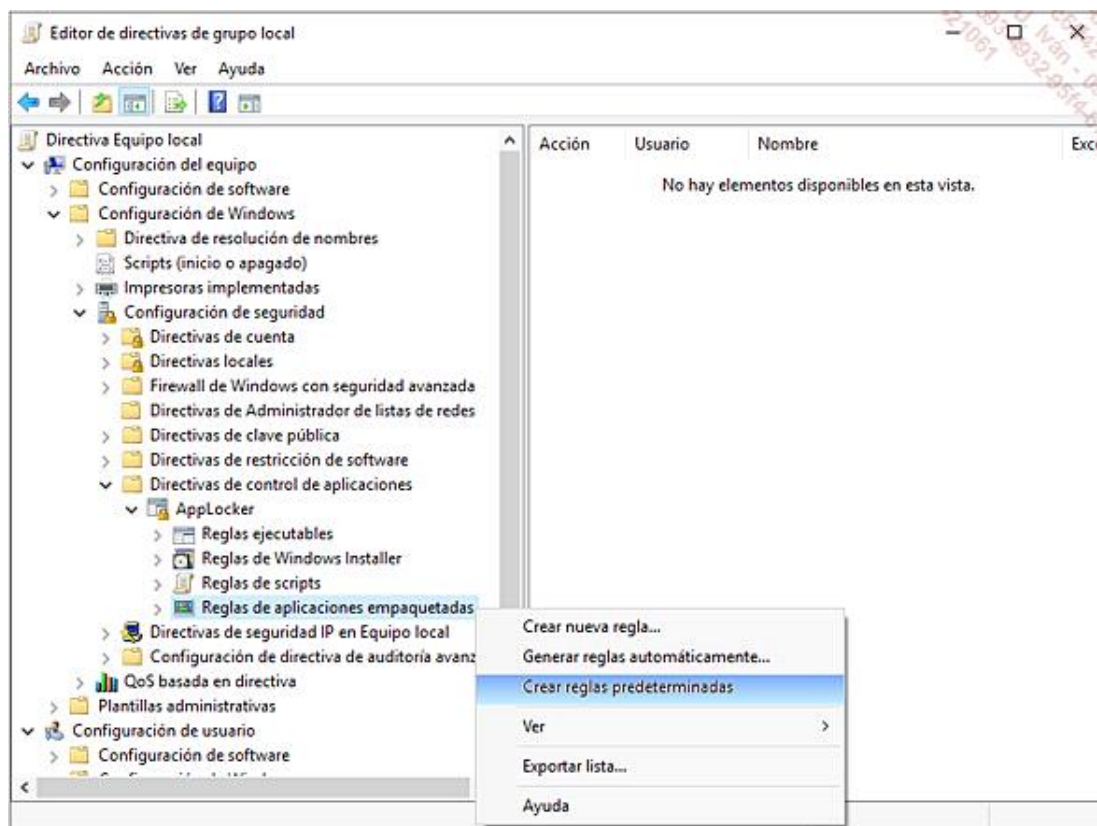 Editor de directivas de grupo local
Archivo Acción Ver Ayuda
Directiva Equipo local
Configuración del equipo
Configuración de software
Configuración de Windows
Directiva de resolución de nombres
Scripts (inicio o apagado)
Impresoras implementadas
Configuración de seguridad
Directivas de cuenta
Directivas locales
Firewall de Windows con seguridad avanzada
Directivas de Administrador de listas de redes
Directivas de clave pública
Directivas de restricción de software
Directivas de control de aplicaciones
AppLocker
Reglas ejecutables
Reglas de Windows Installer
Reglas de scripts
Reglas de aplicaciones empaquetadas
Directivas de seguridad IP en Equipo local
Configuración de directiva de auditoría avanz
QoS basada en directiva
Plantillas administrativas
Configuración de usuario
Configuración de software
Acción Usuario Nombre Exc
No hay elementos disponibles en esta vista.
Crear nueva regla...
Generar reglas automáticamente...
Crear reglas predeterminadas
Ver
Exportar lista...
Ayuda